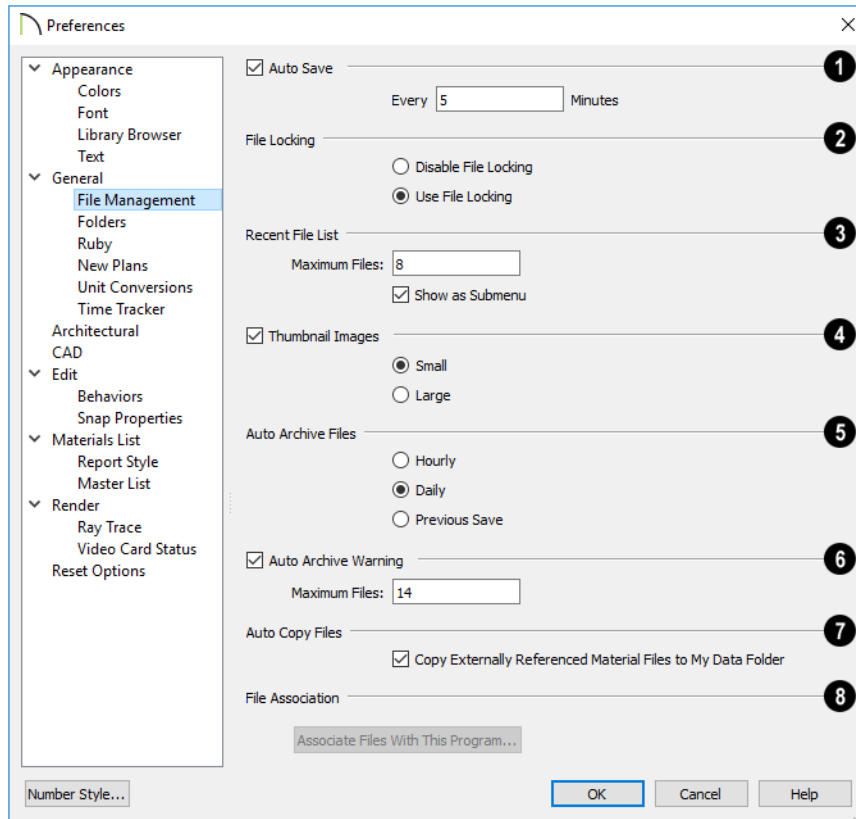 Preferences
Appearance
Colors
Font
Library Browser
Text
General
File Management
Folders
Ruby
New Plans
Unit Conversions
Time Tracker
Architectural
CAD
Edit
Behaviors
Snap Properties
Materials List
Report Style
Master List
Render
Ray Trace
Video Card Status
Reset Options
Auto Save 1
Every 5 Minutes
File Locking 2
Disable File Locking
Use File Locking
Recent File List 3
Maximum Files: 8
Show as Submenu
Thumbnail Images 4
Small
Large
Auto Archive Files 5
Hourly
Daily
Previous Save
Auto Archive Warning 6
Maximum Files: 14
Auto Copy Files 7
Copy Externally Referenced Material Files to My Data Folder
File Association 8
Associate Files With This Program...
Number Style... OK Cancel Help